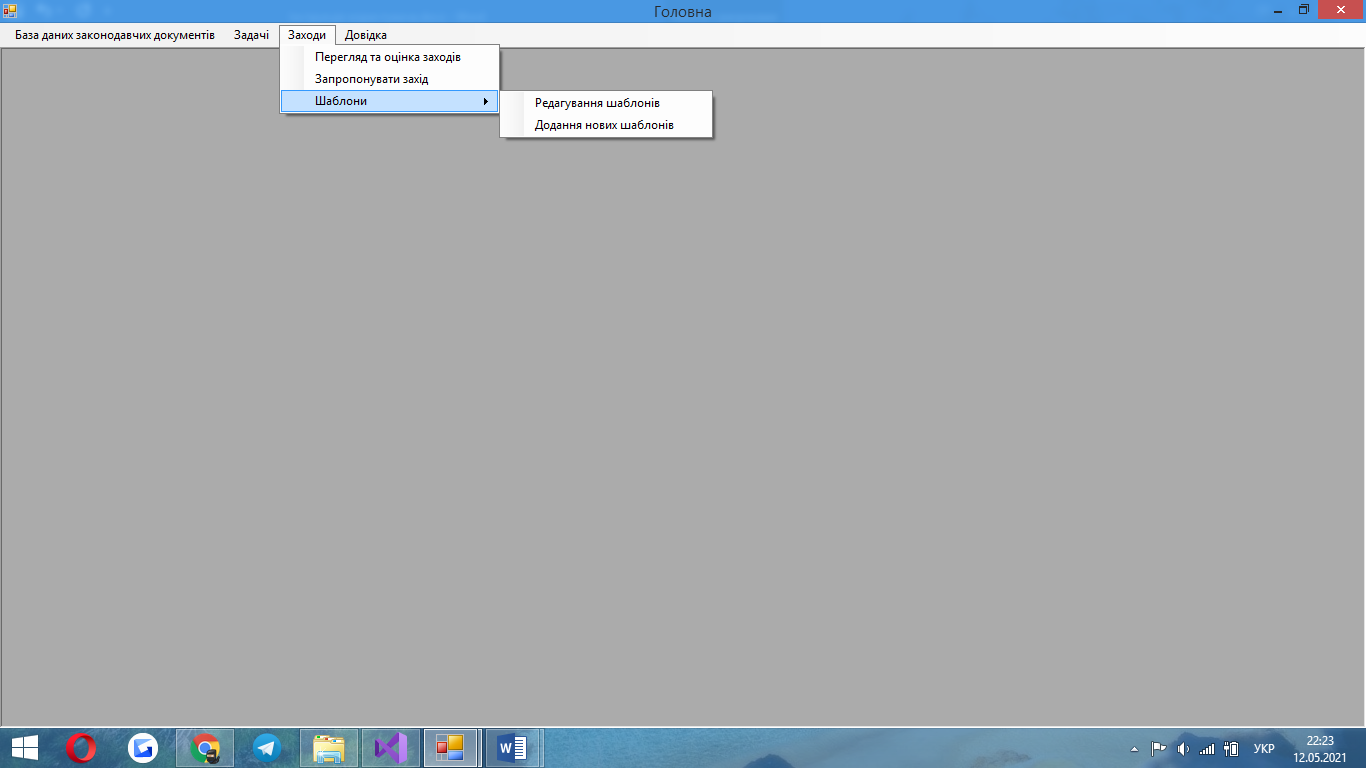 Головна
База даних законодавчих документів Задачі Заходи Довідка
Перегляд та оцінка заходів
Запропонувати захід
Шаблони
Редагування шаблонів
Додання нових шаблонів
УКР
22:23
12.05.2021